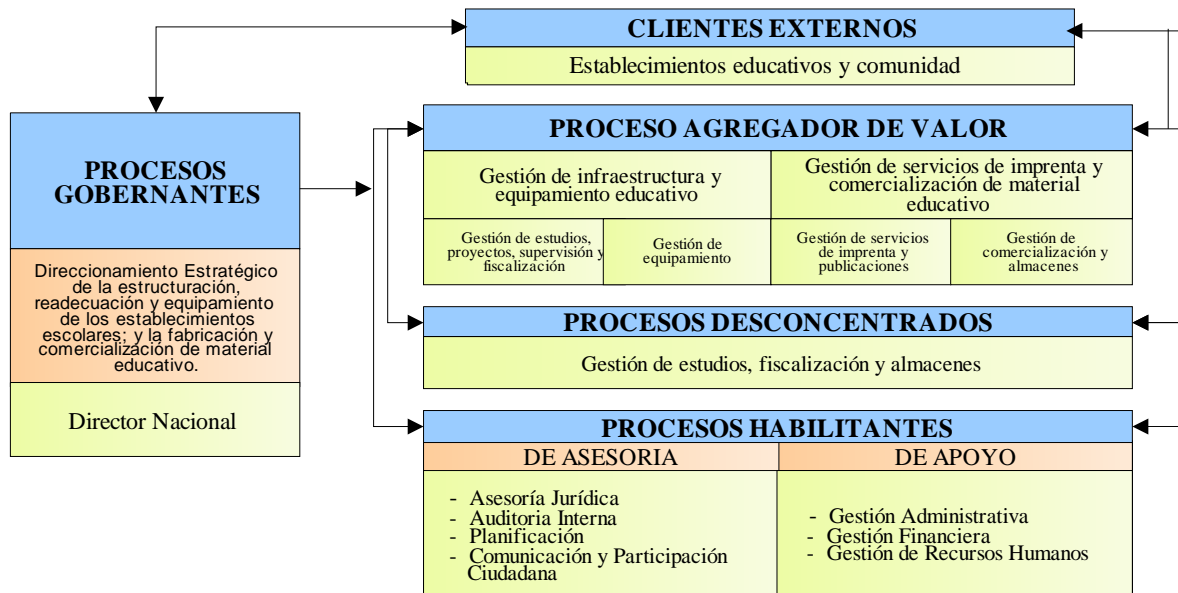 CLIENTES EXTERNOS
Establecimientos educativos y comunidad
PROCESOS
GOBERNANTES
Direccionamiento Estratégico
de la estructuración,
readecuación y equipamiento
de los establecimientos
escolares; y la fabricación y
comercialización de material
educativo.
Director Nacional
PROCESO AGREGADOR DE VALOR
Gestión de infraestructura y
equipamiento educativo
Gestión de servicios de imprenta y
comercialización de material
educativo
Gestión de estudios,
proyectos, supervisión y
fiscalización
Gestión de
equipamiento
Gestión de servicios
de imprenta y
publicaciones
Gestión de
comercialización y
almacenes
PROCESOS DESCONCENTRADOS
Gestión de estudios, fiscalización y almacenes
PROCESOS HABILITANTES
DE ASESORIA
- Asesoría Jurídica
- Auditoria Interna
- Planificación
- Comunicación y Participación
Ciudadana
DE APOYO
- Gestión Administrativa
- Gestión Financiera
- Gestión de Recursos Humanos